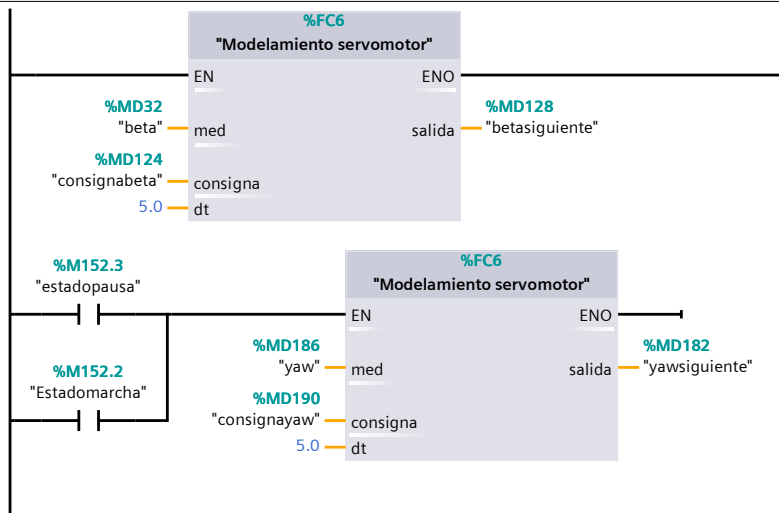 %FC6
"Modelamiento servomotor"
EN ENO
%MD32
"beta" med
%MD128
salida "betasiguiente"
%MD124
"consignabeta" consigna
5.0 dt
%M152.3
"estadopausa"
%FC6
"Modelamiento servomotor"
EN ENO
%MD186
"yaw" med
%MD182
salida "yawsiguiente"
%M152.2
"Estadomarcha"
%MD190
"consignayaw" consigna
5.0 dt